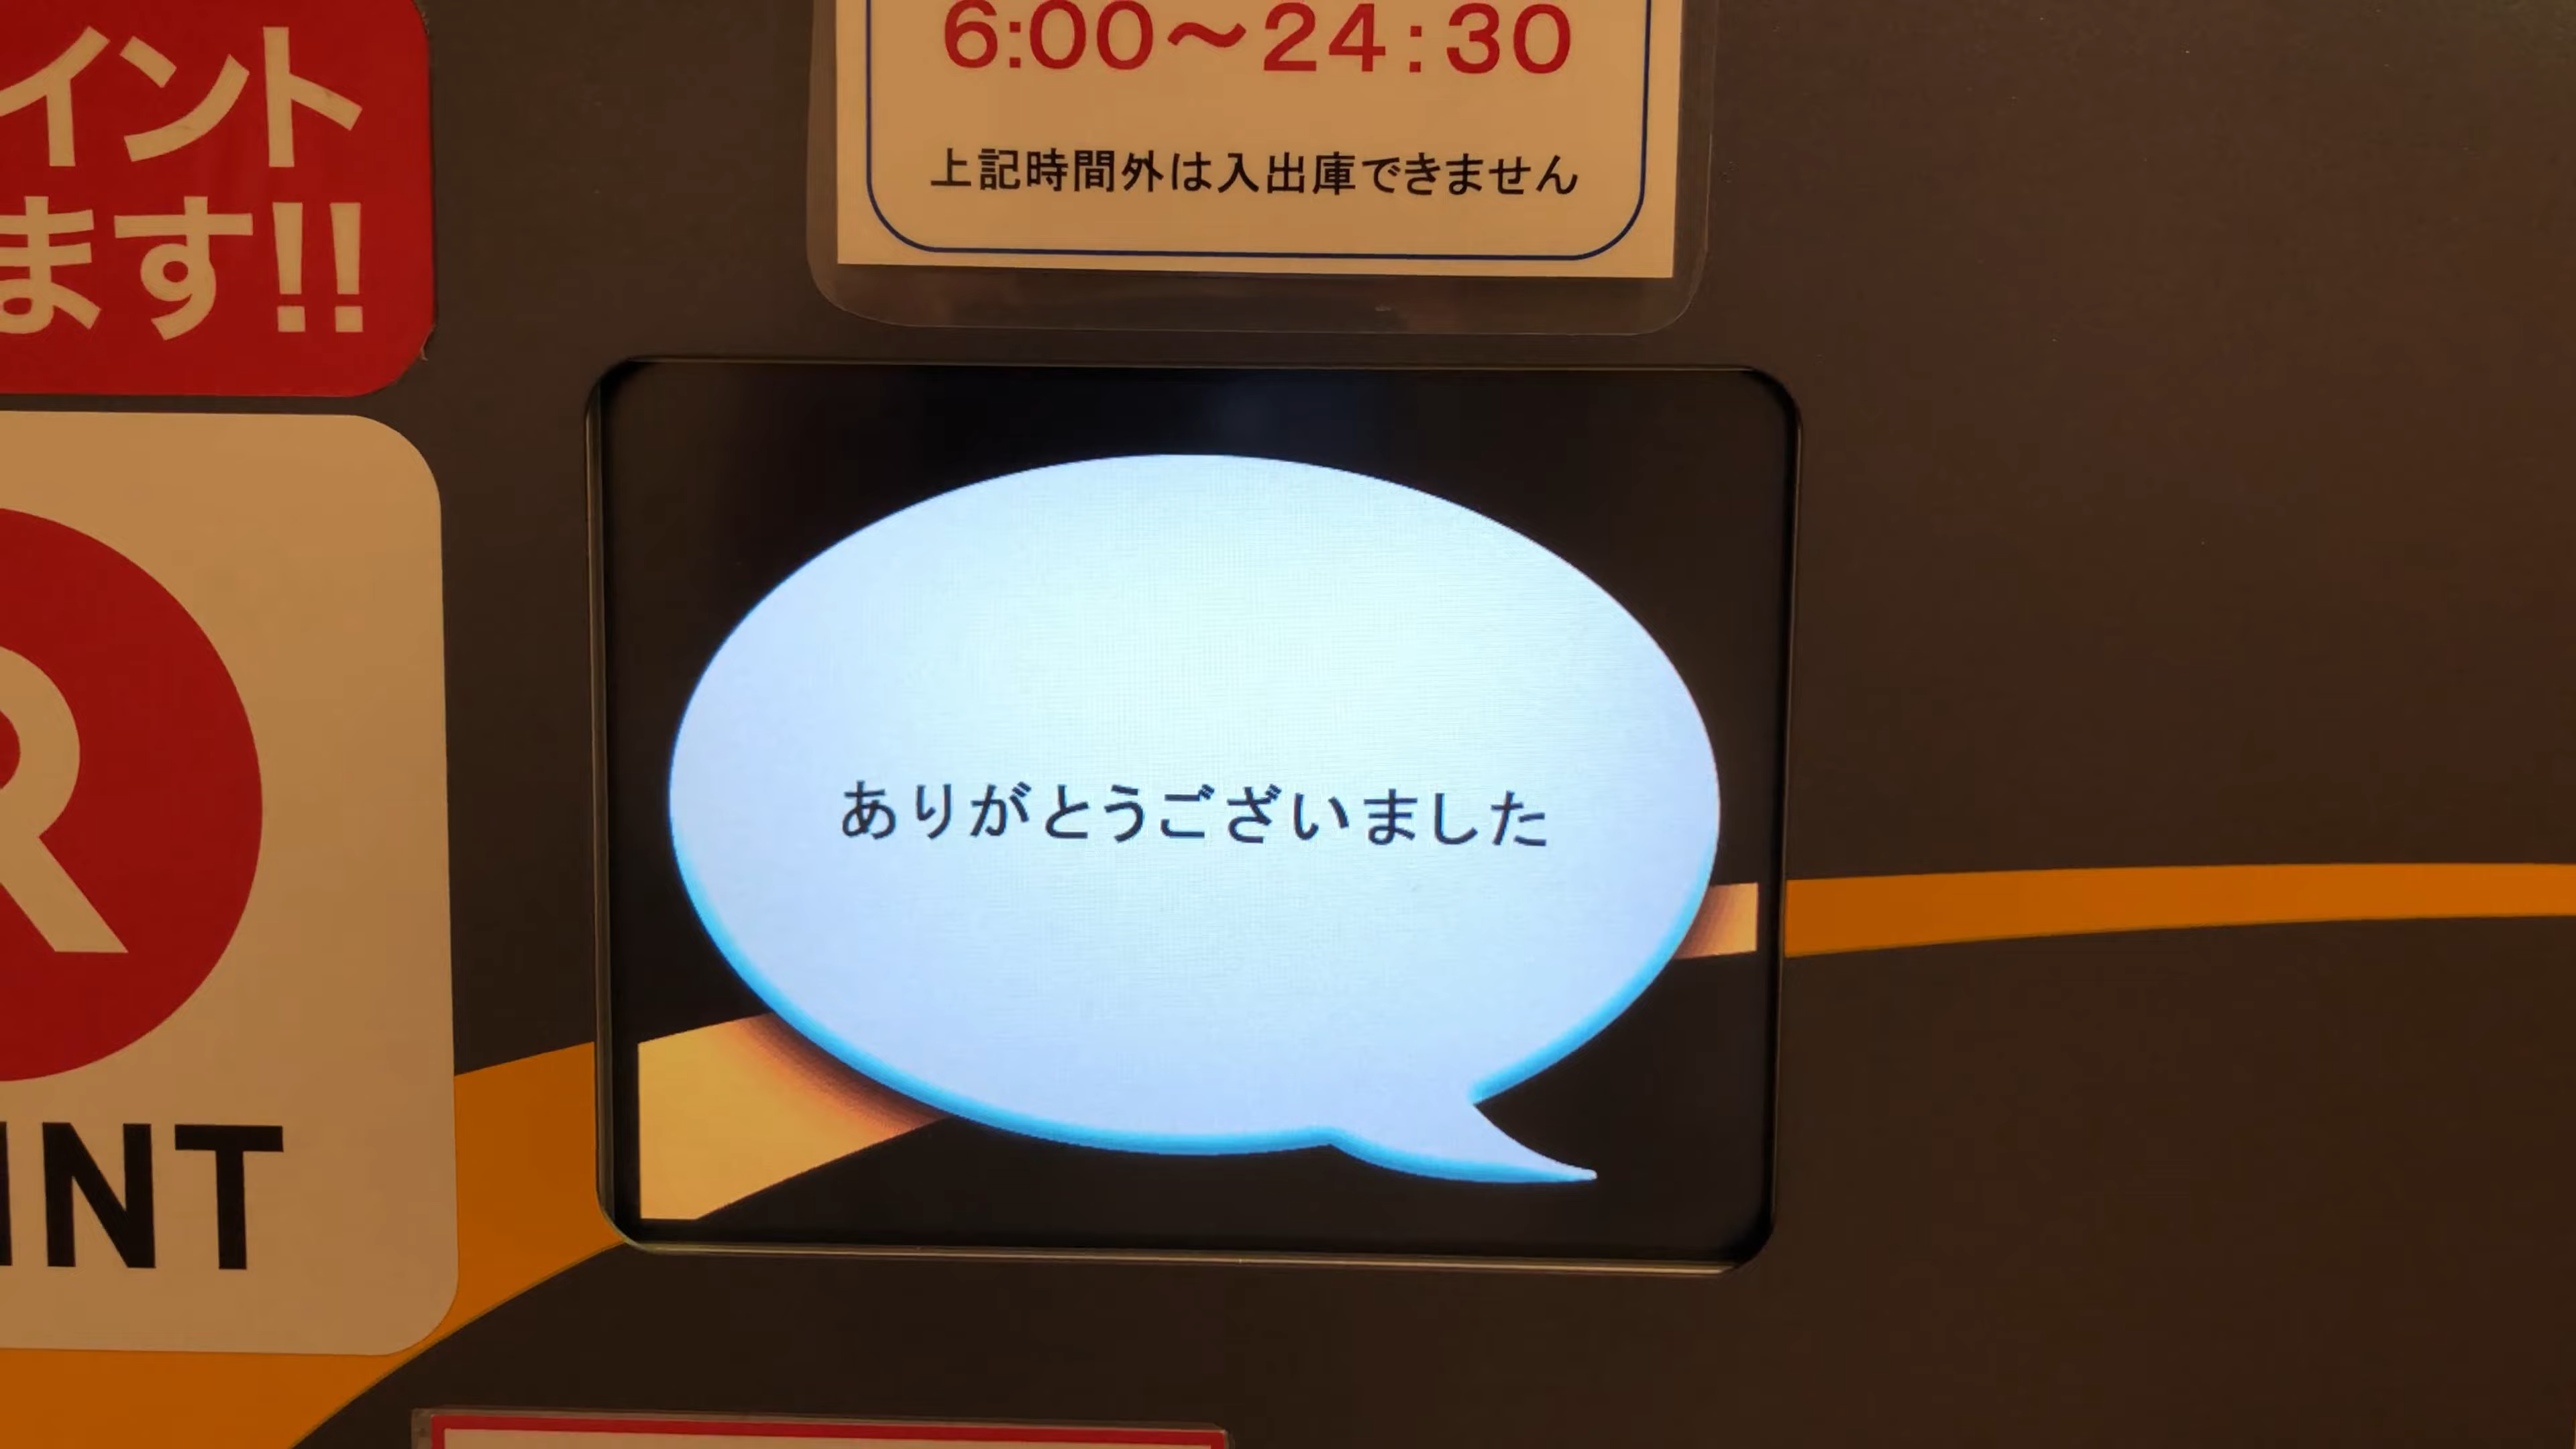 6:00～24:30
上記時間外は入出庫できません
イント
ます!!
R
INT
ありがとうございました